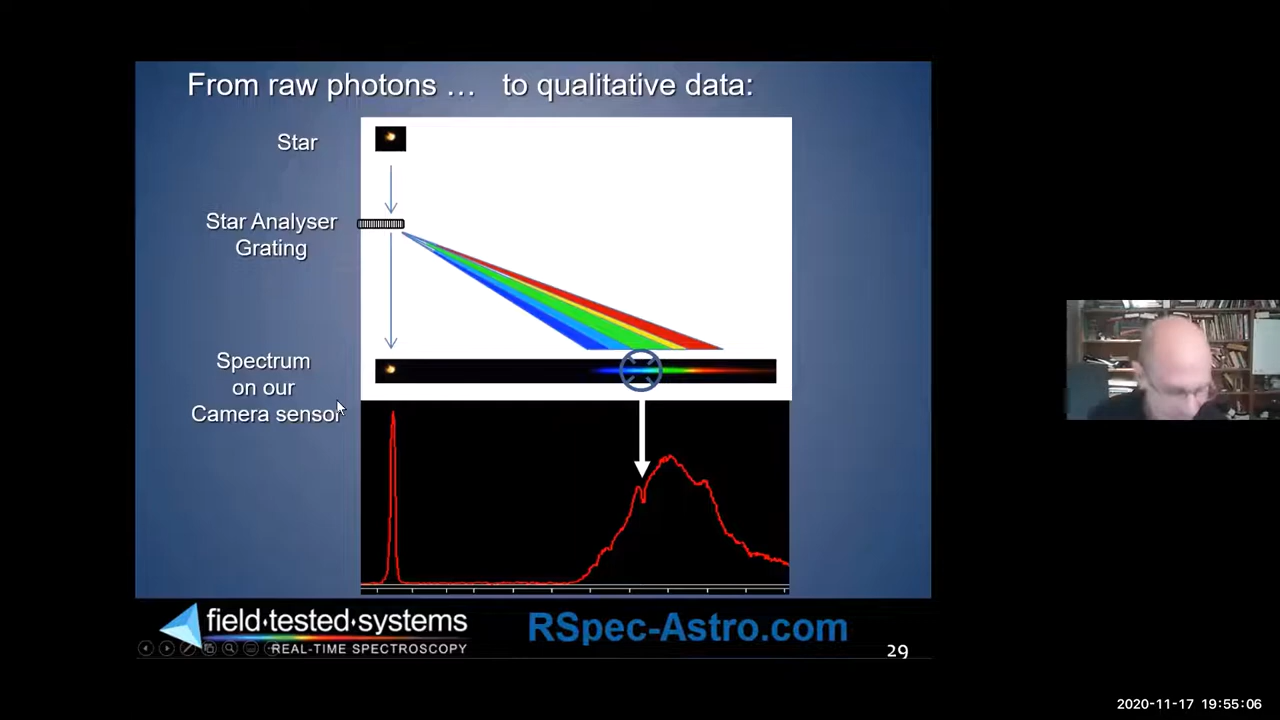 From raw photons … to qualitative data:
Star
Star Analyser
Grating
Spectrum
on our
Camera sensor
field·tested·systems
REAL-TIME SPECTROSCOPY
RSpec-Astro.com
29
2020-11-17 19:55:06